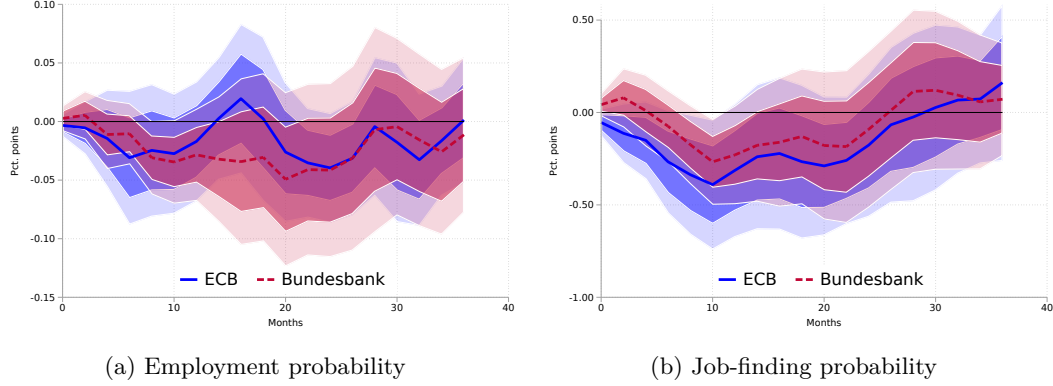 0.10
0.05
0.00
-0.05
-0.10
-0.15
Pct. points
0 10 20 30 40
Months
ECB Bundesbank
(a) Employment probability
0.50
0.00
-0.50
-1.00
Pct. points
0 10 20 30 40
Months
ECB Bundesbank
(b) Job-finding probability